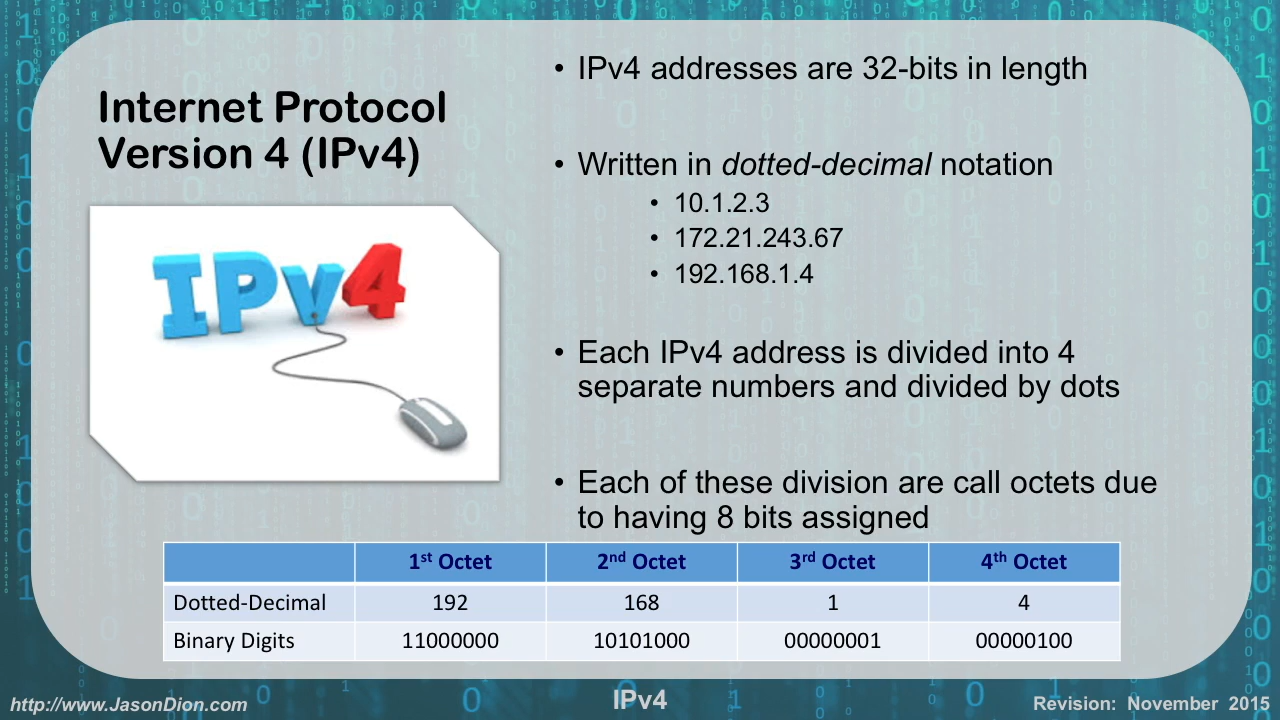 Internet Protocol
Version 4 (IPv4)
IPv4
• IPv4 addresses are 32-bits in length
• Written in dotted-decimal notation
• 10.1.2.3
• 172.21.243.67
• 192.168.1.4
• Each IPv4 address is divided into 4
separate numbers and divided by dots
• Each of these division are call octets due
to having 8 bits assigned
1st Octet 2nd Octet 3rd Octet 4th Octet
Dotted-Decimal 192 168 1 4
Binary Digits 11000000 10101000 00000001 00000100
http://www.JasonDion.com
IPv4
Revision: November 2015